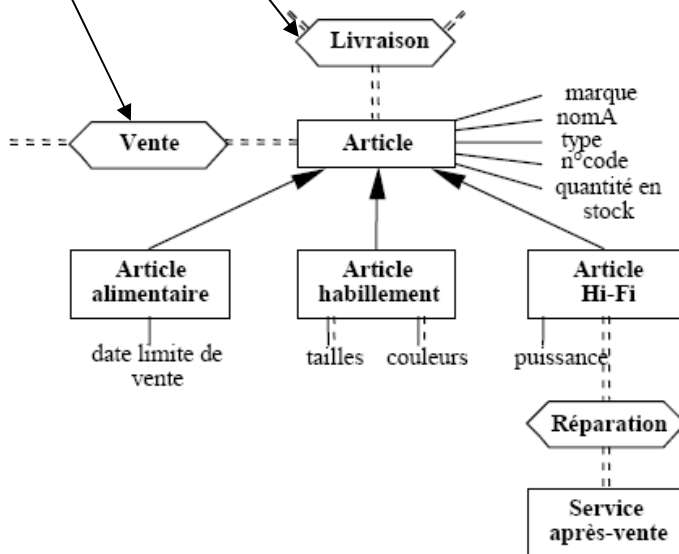 Livraison
Vente
Article
marque
nomA
type
n°code
quantité en
stock
Article
alimentaire
Article
habillement
Article
Hi-Fi
date limite de
vente
tailles
couleurs
puissance
Réparation
Service
après-vente